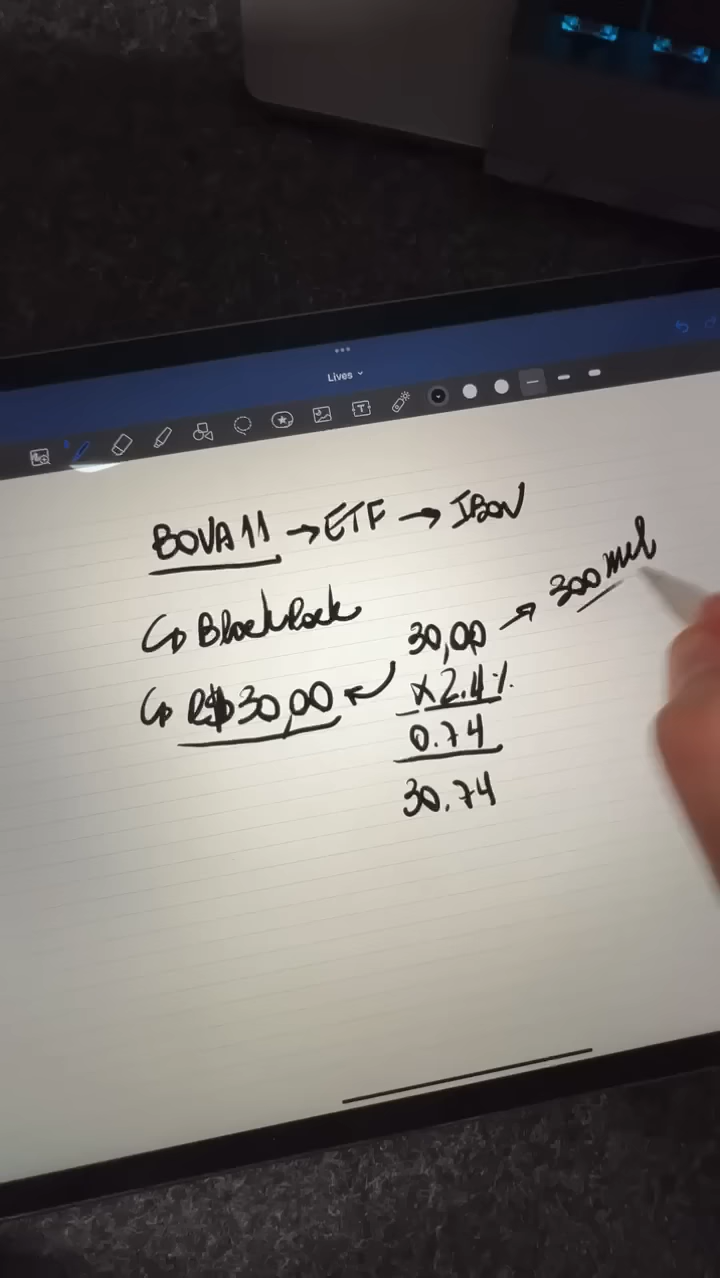 Lives
BOVA11 → ETF → IBOV
↳ BlackRock
30,00 → 300 mil
↳ R$30,00
x2.4%
0.74
30.74